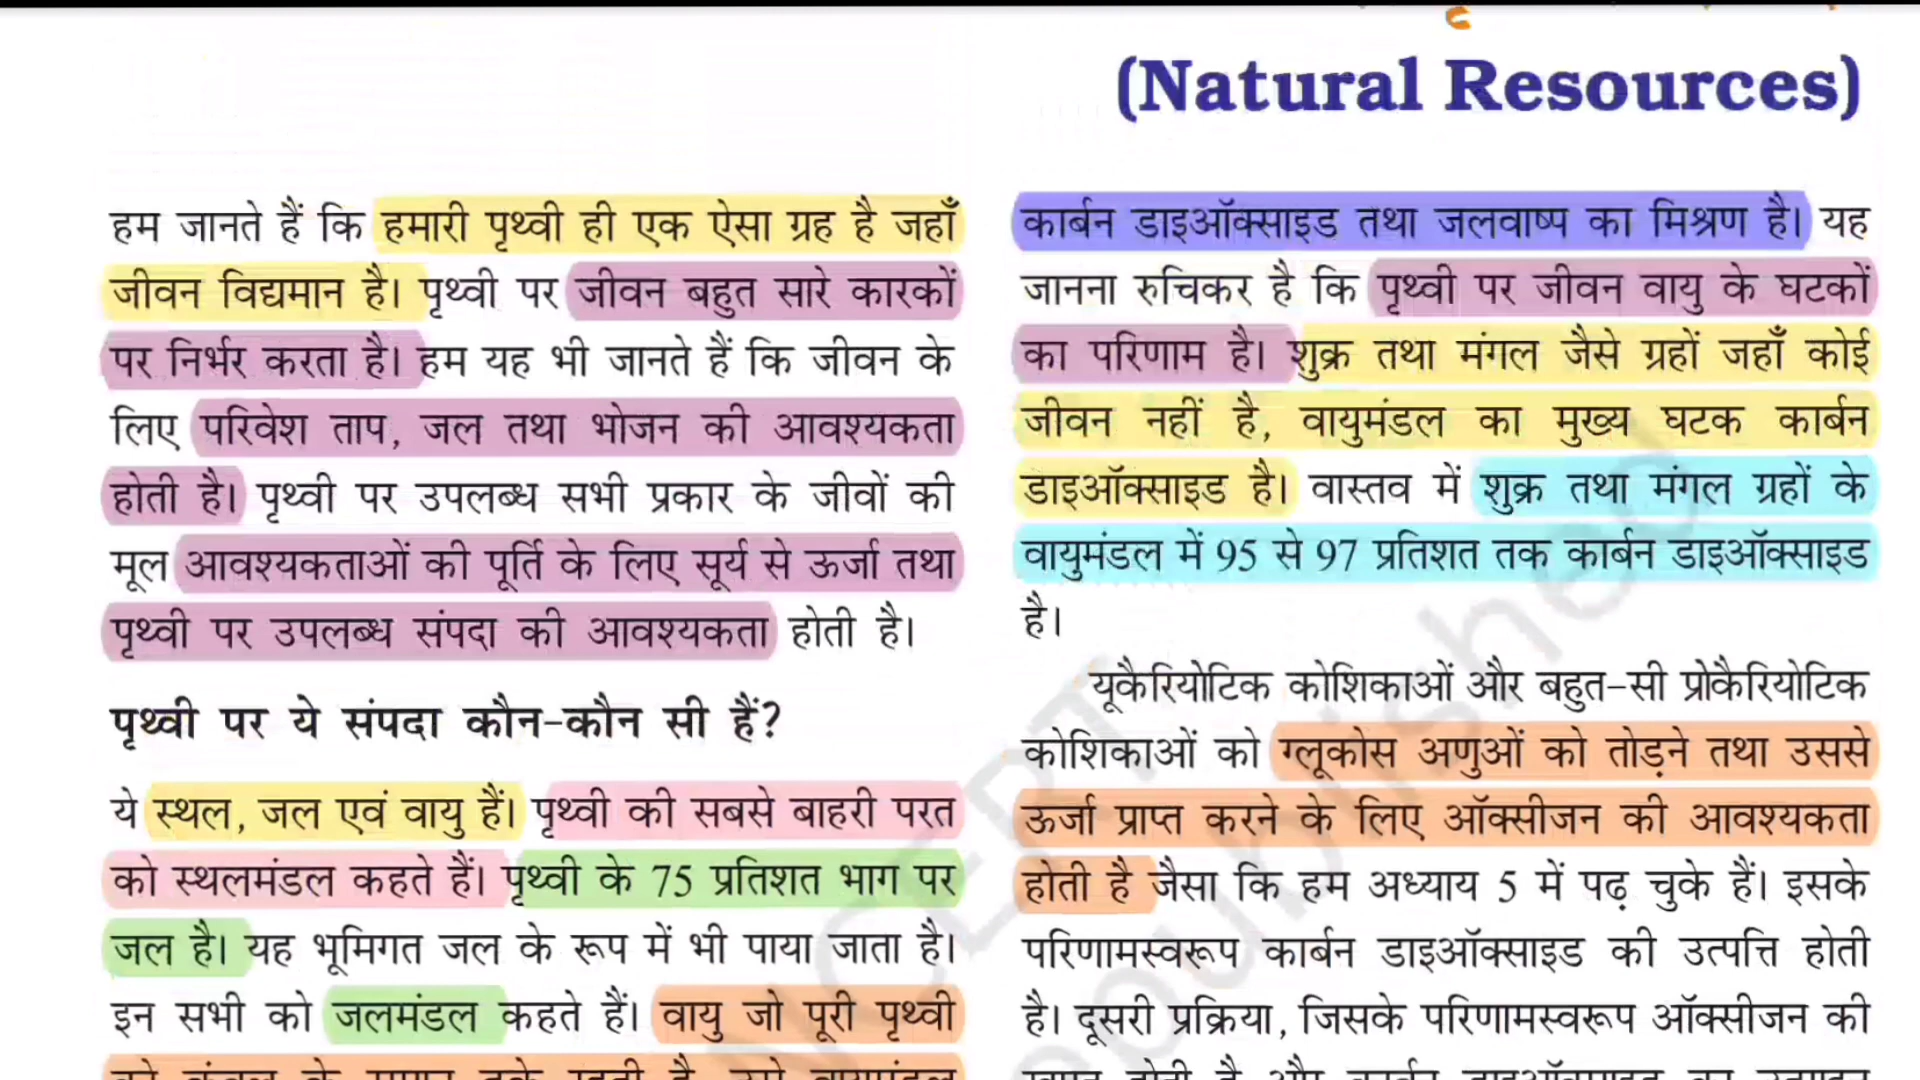 (Natural Resources)
हम जानते हैं कि हमारी पृथ्वी ही एक ऐसा ग्रह है जहाँ
जीवन विद्यमान है। पृथ्वी पर जीवन बहुत सारे कारकों
पर निर्भर करता है। हम यह भी जानते हैं कि जीवन के
लिए परिवेश ताप, जल तथा भोजन की आवश्यकता
होती है। पृथ्वी पर उपलब्ध सभी प्रकार के जीवों की
मूल आवश्यकताओं की पूर्ति के लिए सूर्य से ऊर्जा तथा
पृथ्वी पर उपलब्ध संपदा की आवश्यकता होती है।
पृथ्वी पर ये संपदा कौन-कौन सी हैं?
ये स्थल, जल एवं वायु हैं। पृथ्वी की सबसे बाहरी परत
को स्थलमंडल कहते हैं। पृथ्वी के 75 प्रतिशत भाग पर
जल है। यह भूमिगत जल के रूप में भी पाया जाता है।
इन सभी को जलमंडल कहते हैं। वायु जो पूरी पृथ्वी
कार्बन डाइऑक्साइड तथा जलवाष्प का मिश्रण है। यह
जानना रुचिकर है कि पृथ्वी पर जीवन वायु के घटकों
का परिणाम है। शुक्र तथा मंगल जैसे ग्रहों जहाँ कोई
जीवन नहीं है, वायुमंडल का मुख्य घटक कार्बन
डाइऑक्साइड है। वास्तव में शुक्र तथा मंगल ग्रहों के
वायुमंडल में 95 से 97 प्रतिशत तक कार्बन डाइऑक्साइड
है।
यूकैरियोटिक कोशिकाओं और बहुत-सी प्रोकैरियोटिक
कोशिकाओं को ग्लूकोस अणुओं को तोड़ने तथा उससे
ऊर्जा प्राप्त करने के लिए ऑक्सीजन की आवश्यकता
होती है जैसा कि हम अध्याय 5 में पढ़ चुके हैं। इसके
परिणामस्वरूप कार्बन डाइऑक्साइड की उत्पत्ति होती
है। दूसरी प्रक्रिया, जिसके परिणामस्वरूप ऑक्सीजन की